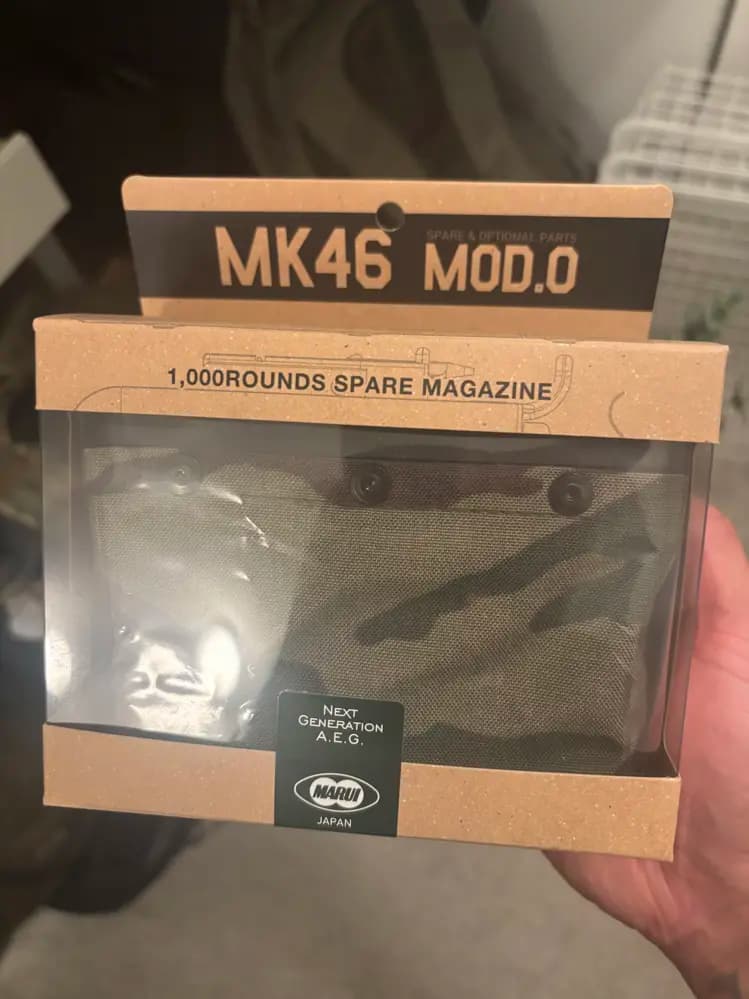 SPARE & OPTIONAL PARTS
MK46 MOD.0
1,000ROUNDS SPARE MAGAZINE
NEXT
GENERATION
A.E.G.
MARUI
JAPAN